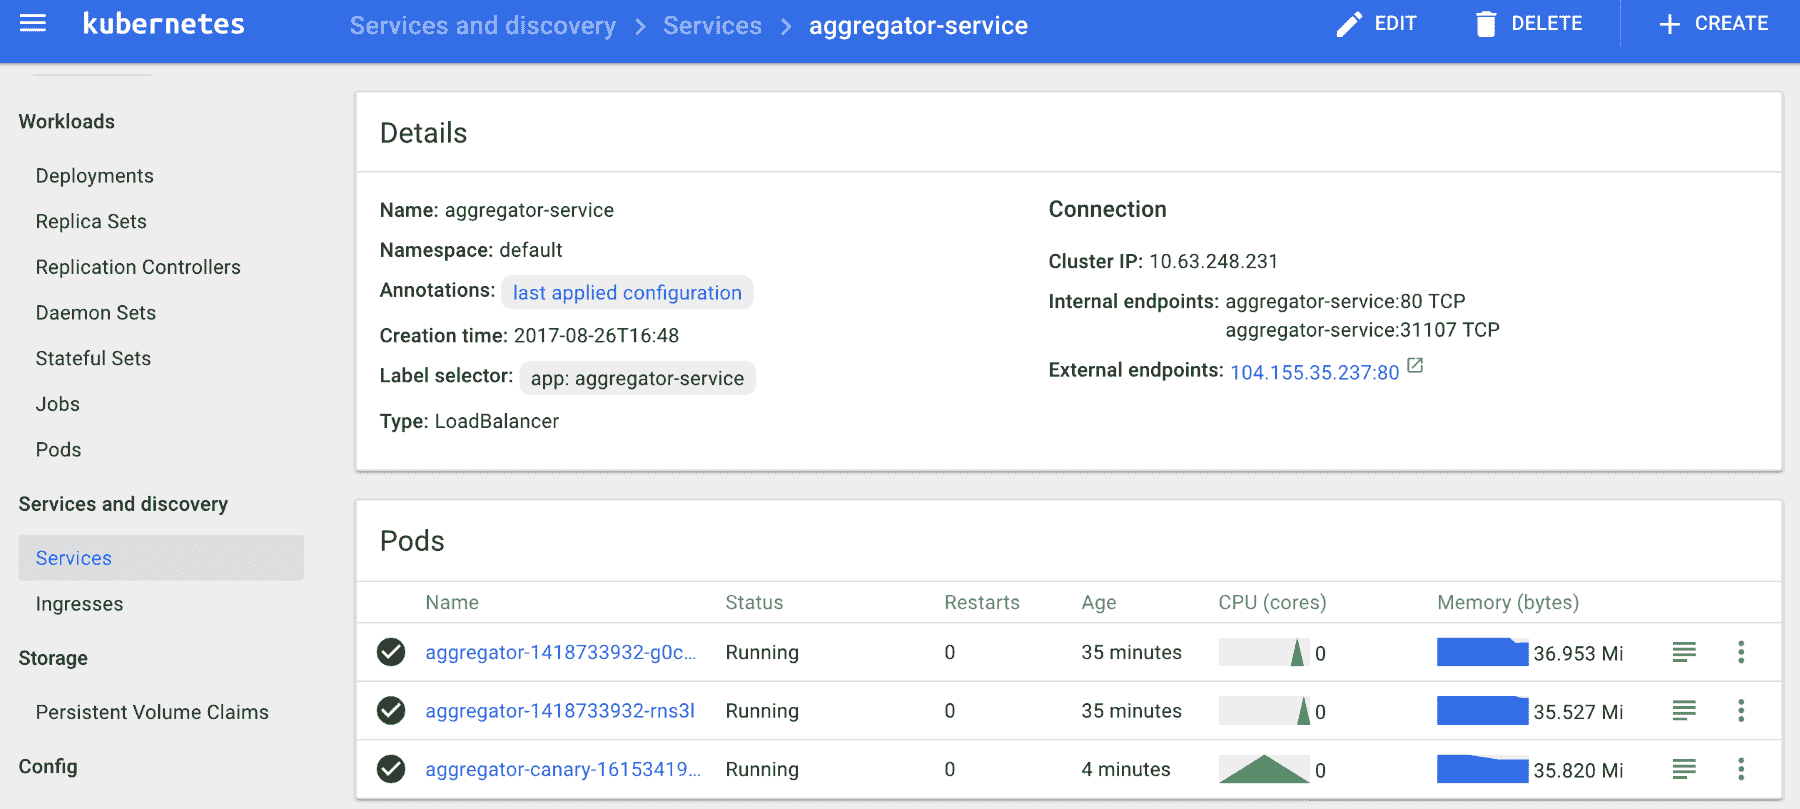 kubernetes
Services and discovery > Services > aggregator-service
EDIT
DELETE
+ CREATE
Workloads
Deployments
Replica Sets
Replication Controllers
Daemon Sets
Stateful Sets
Jobs
Pods
Services and discovery
Services
Ingresses
Storage
Persistent Volume Claims
Config
Details
Name: aggregator-service
Namespace: default
Annotations: last applied configuration
Creation time: 2017-08-26T16:48
Label selector: app: aggregator-service
Type: LoadBalancer
Connection
Cluster IP: 10.63.248.231
Internal endpoints: aggregator-service:80 TCP
aggregator-service:31107 TCP
External endpoints: 104.155.35.237:80
Pods
Name Status Restarts Age CPU (cores) Memory (bytes)
aggregator-1418733932-g0c... Running 0 35 minutes 0 36.953 Mi
aggregator-1418733932-rns3l Running 0 35 minutes 0 35.527 Mi
aggregator-canary-16153419... Running 0 4 minutes 0 35.820 Mi